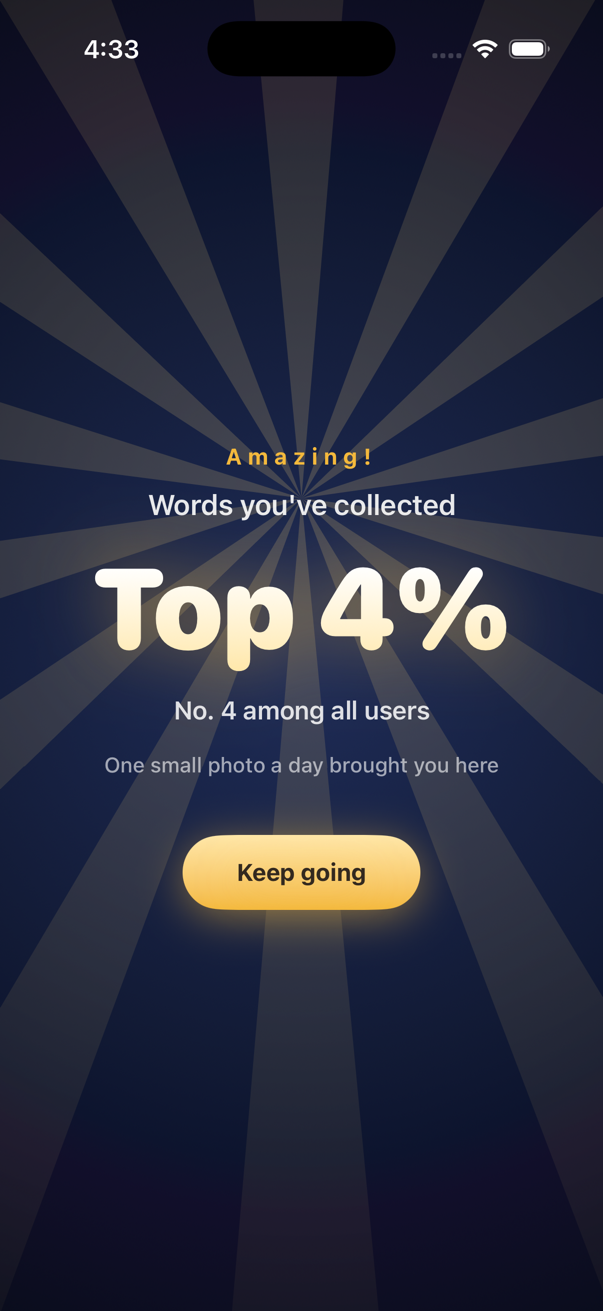 4:33
Amazing!
Words you've collected
Top 4%
No. 4 among all users
One small photo a day brought you here
Keep going